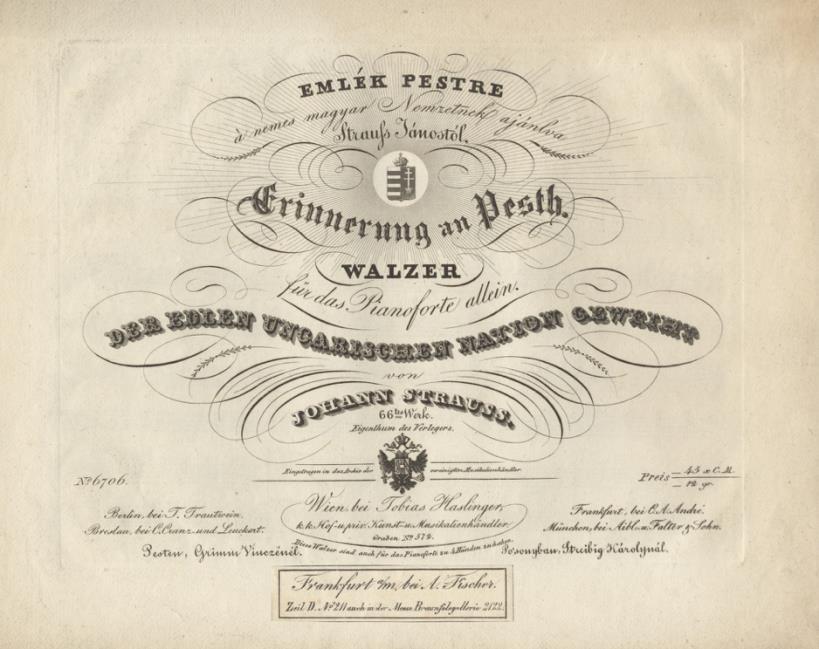 EMLÉK PESTRE
à nemes magyar Nemzetnek ajánlva
Strauſs Jánostól.
Erinnerung an Pesth.
WALZER
für das Pianoforte allein.
DER EDLEN UNGARISCHEN NATION GEWEIHT
von
JOHANN STRAUSS.
66tes Werk.
Eigenthum des Verlegers.
Eingetragen in das Archiv der vereinigten Musikalienhändler.
No 6706.
Preis 45 x C.M.
12 gr.
Wien, bei Tobias Haslinger,
k.k. Hof- u. priv. Kunst- u. Musikalienhändler.
Graben No 572.
Berlin, bei T. Trautwein.
Breslau, bei C. Cranz und Leuckart.
Frankfurt, bei C.A. André.
München, bei Aibl. u. Falter & Sohn.
Pesten, Grimm Vinczénél.
Diese Walzer sind auch für das Pianoforte zu 4 Händen zu haben.
Posonyban, Streibig Károlynál.
Frankfurt a/m, bei A. Fischer.
Zeil D. No 211 auch in der